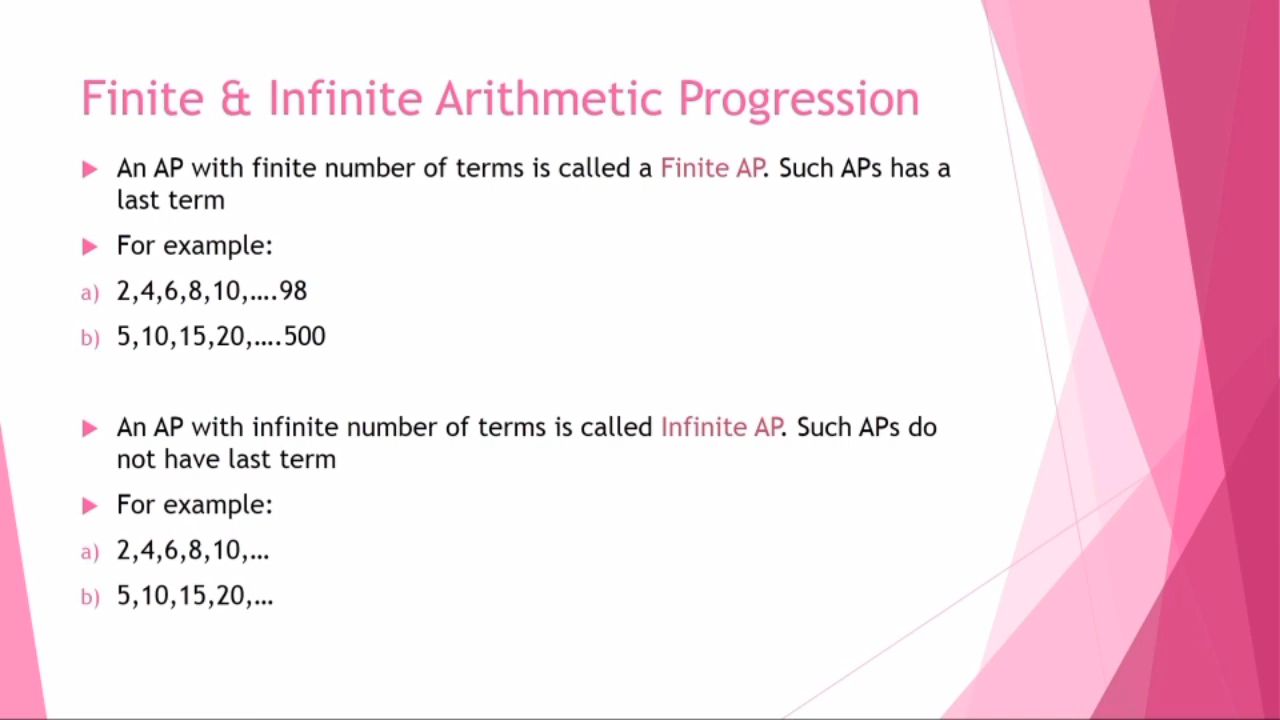 Finite & Infinite Arithmetic Progression
An AP with finite number of terms is called a Finite AP. Such APs has a
last term
For example:
a) 2,4,6,8,10,….98
b) 5,10,15,20,….500
An AP with infinite number of terms is called Infinite AP. Such APs do
not have last term
For example:
a) 2,4,6,8,10,…
b) 5,10,15,20,…